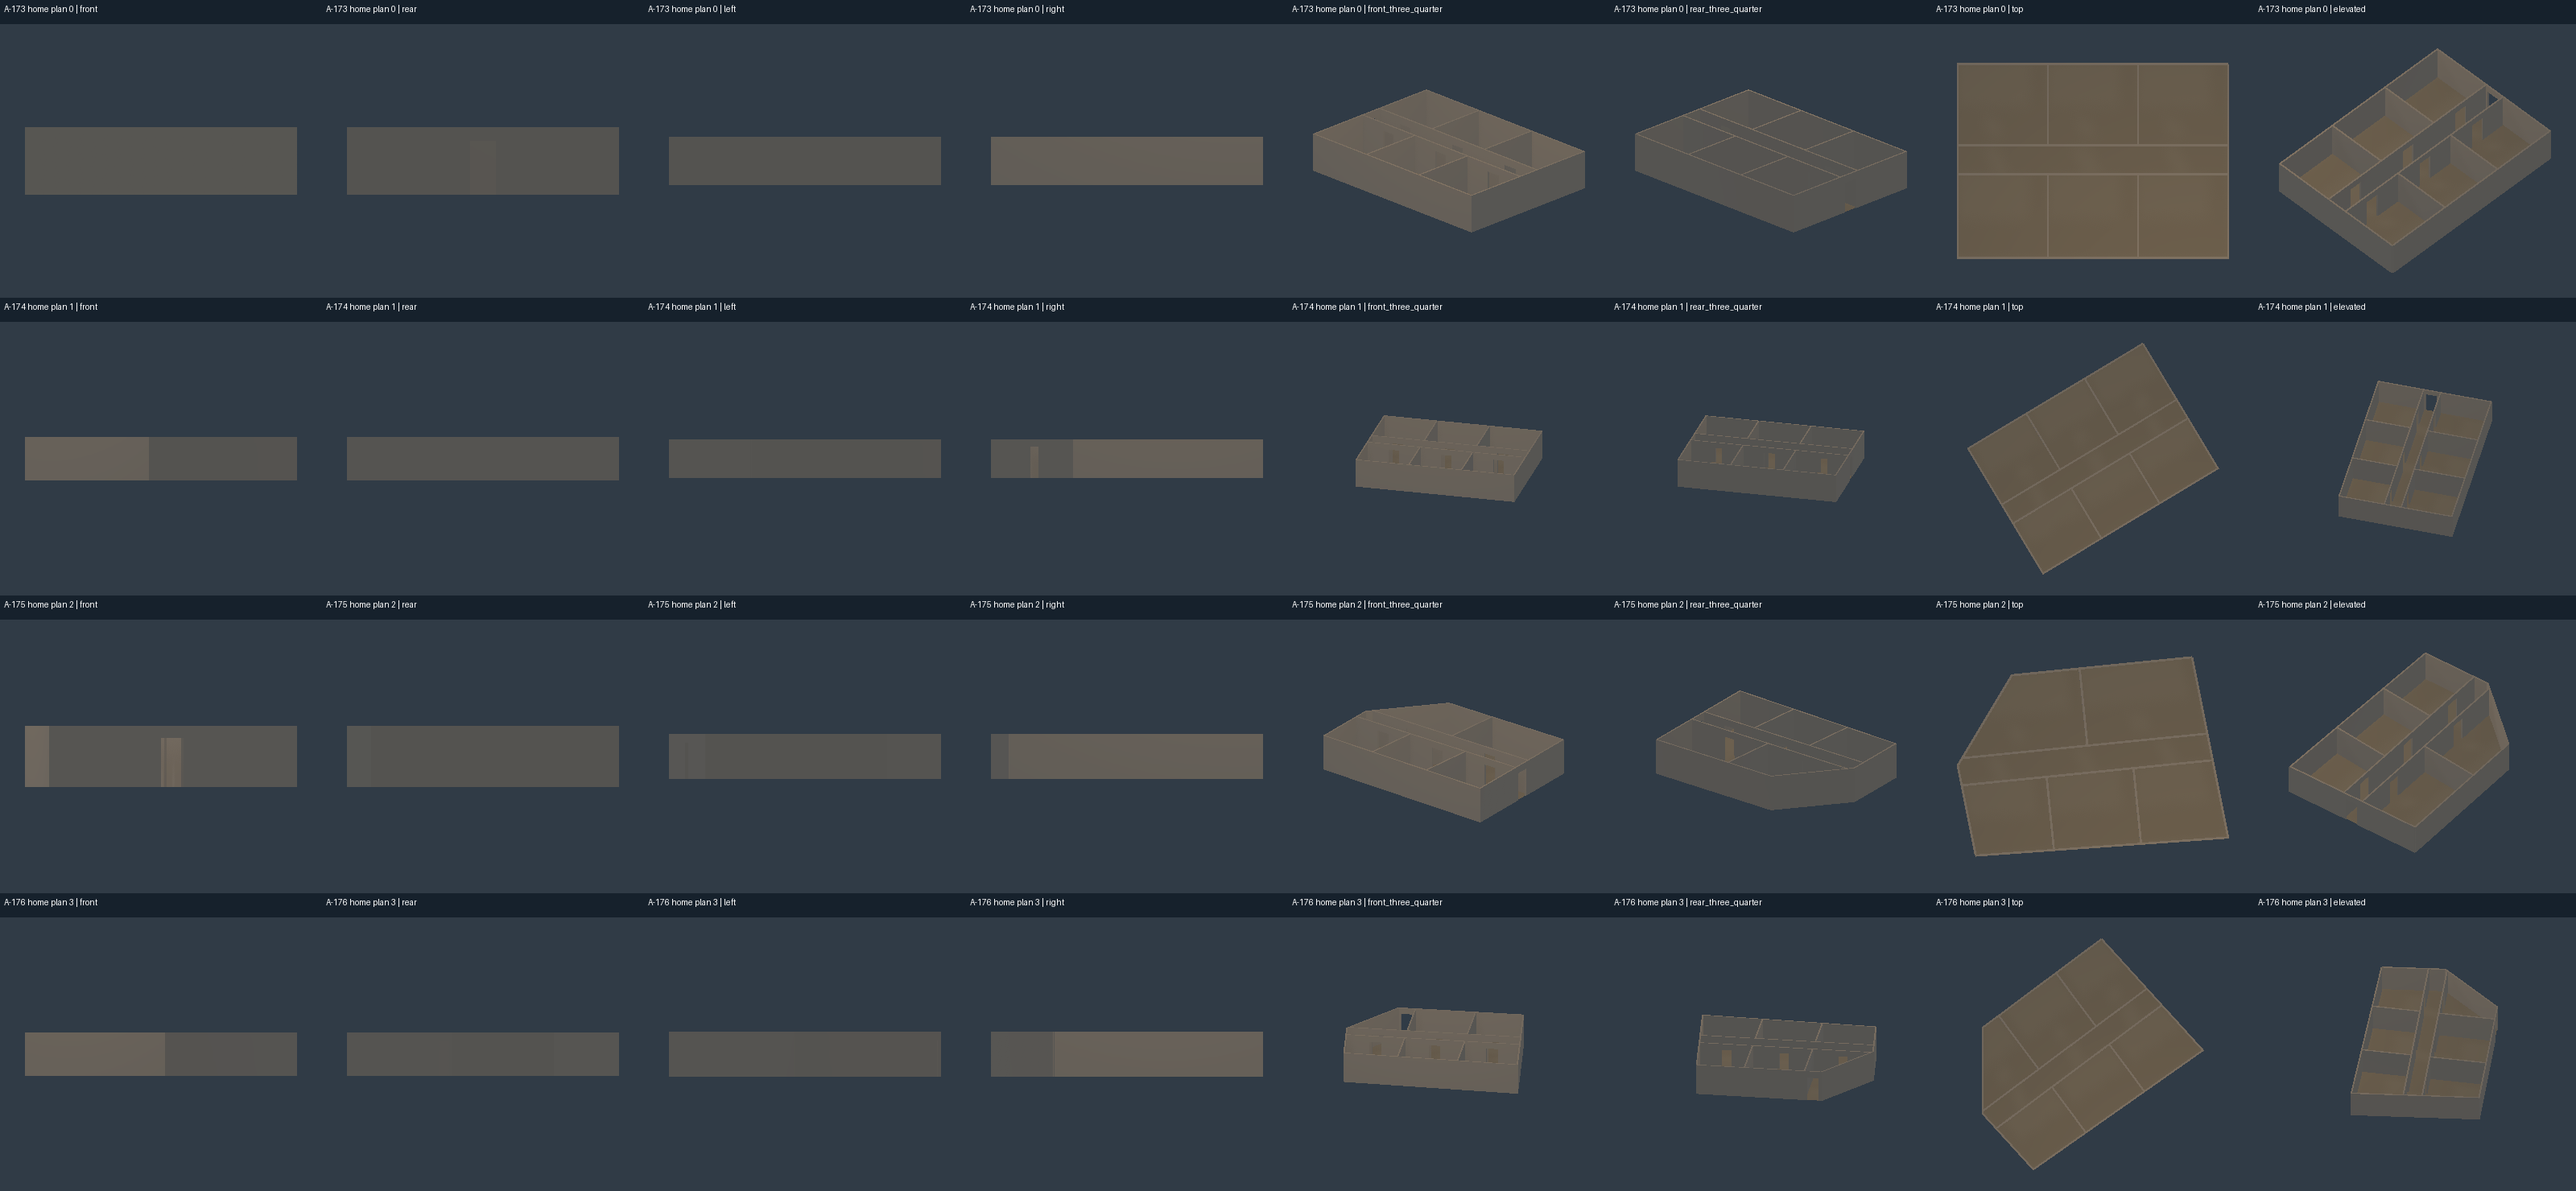 A-173 home plan 0 | front
A-173 home plan 0 | rear
A-173 home plan 0 | left
A-173 home plan 0 | right
A-173 home plan 0 | front_three_quarter
A-173 home plan 0 | rear_three_quarter
A-173 home plan 0 | top
A-173 home plan 0 | elevated
A-174 home plan 1 | front
A-174 home plan 1 | rear
A-174 home plan 1 | left
A-174 home plan 1 | right
A-174 home plan 1 | front_three_quarter
A-174 home plan 1 | rear_three_quarter
A-174 home plan 1 | top
A-174 home plan 1 | elevated
A-175 home plan 2 | front
A-175 home plan 2 | rear
A-175 home plan 2 | left
A-175 home plan 2 | right
A-175 home plan 2 | front_three_quarter
A-175 home plan 2 | rear_three_quarter
A-175 home plan 2 | top
A-175 home plan 2 | elevated
A-176 home plan 3 | front
A-176 home plan 3 | rear
A-176 home plan 3 | left
A-176 home plan 3 | right
A-176 home plan 3 | front_three_quarter
A-176 home plan 3 | rear_three_quarter
A-176 home plan 3 | top
A-176 home plan 3 | elevated